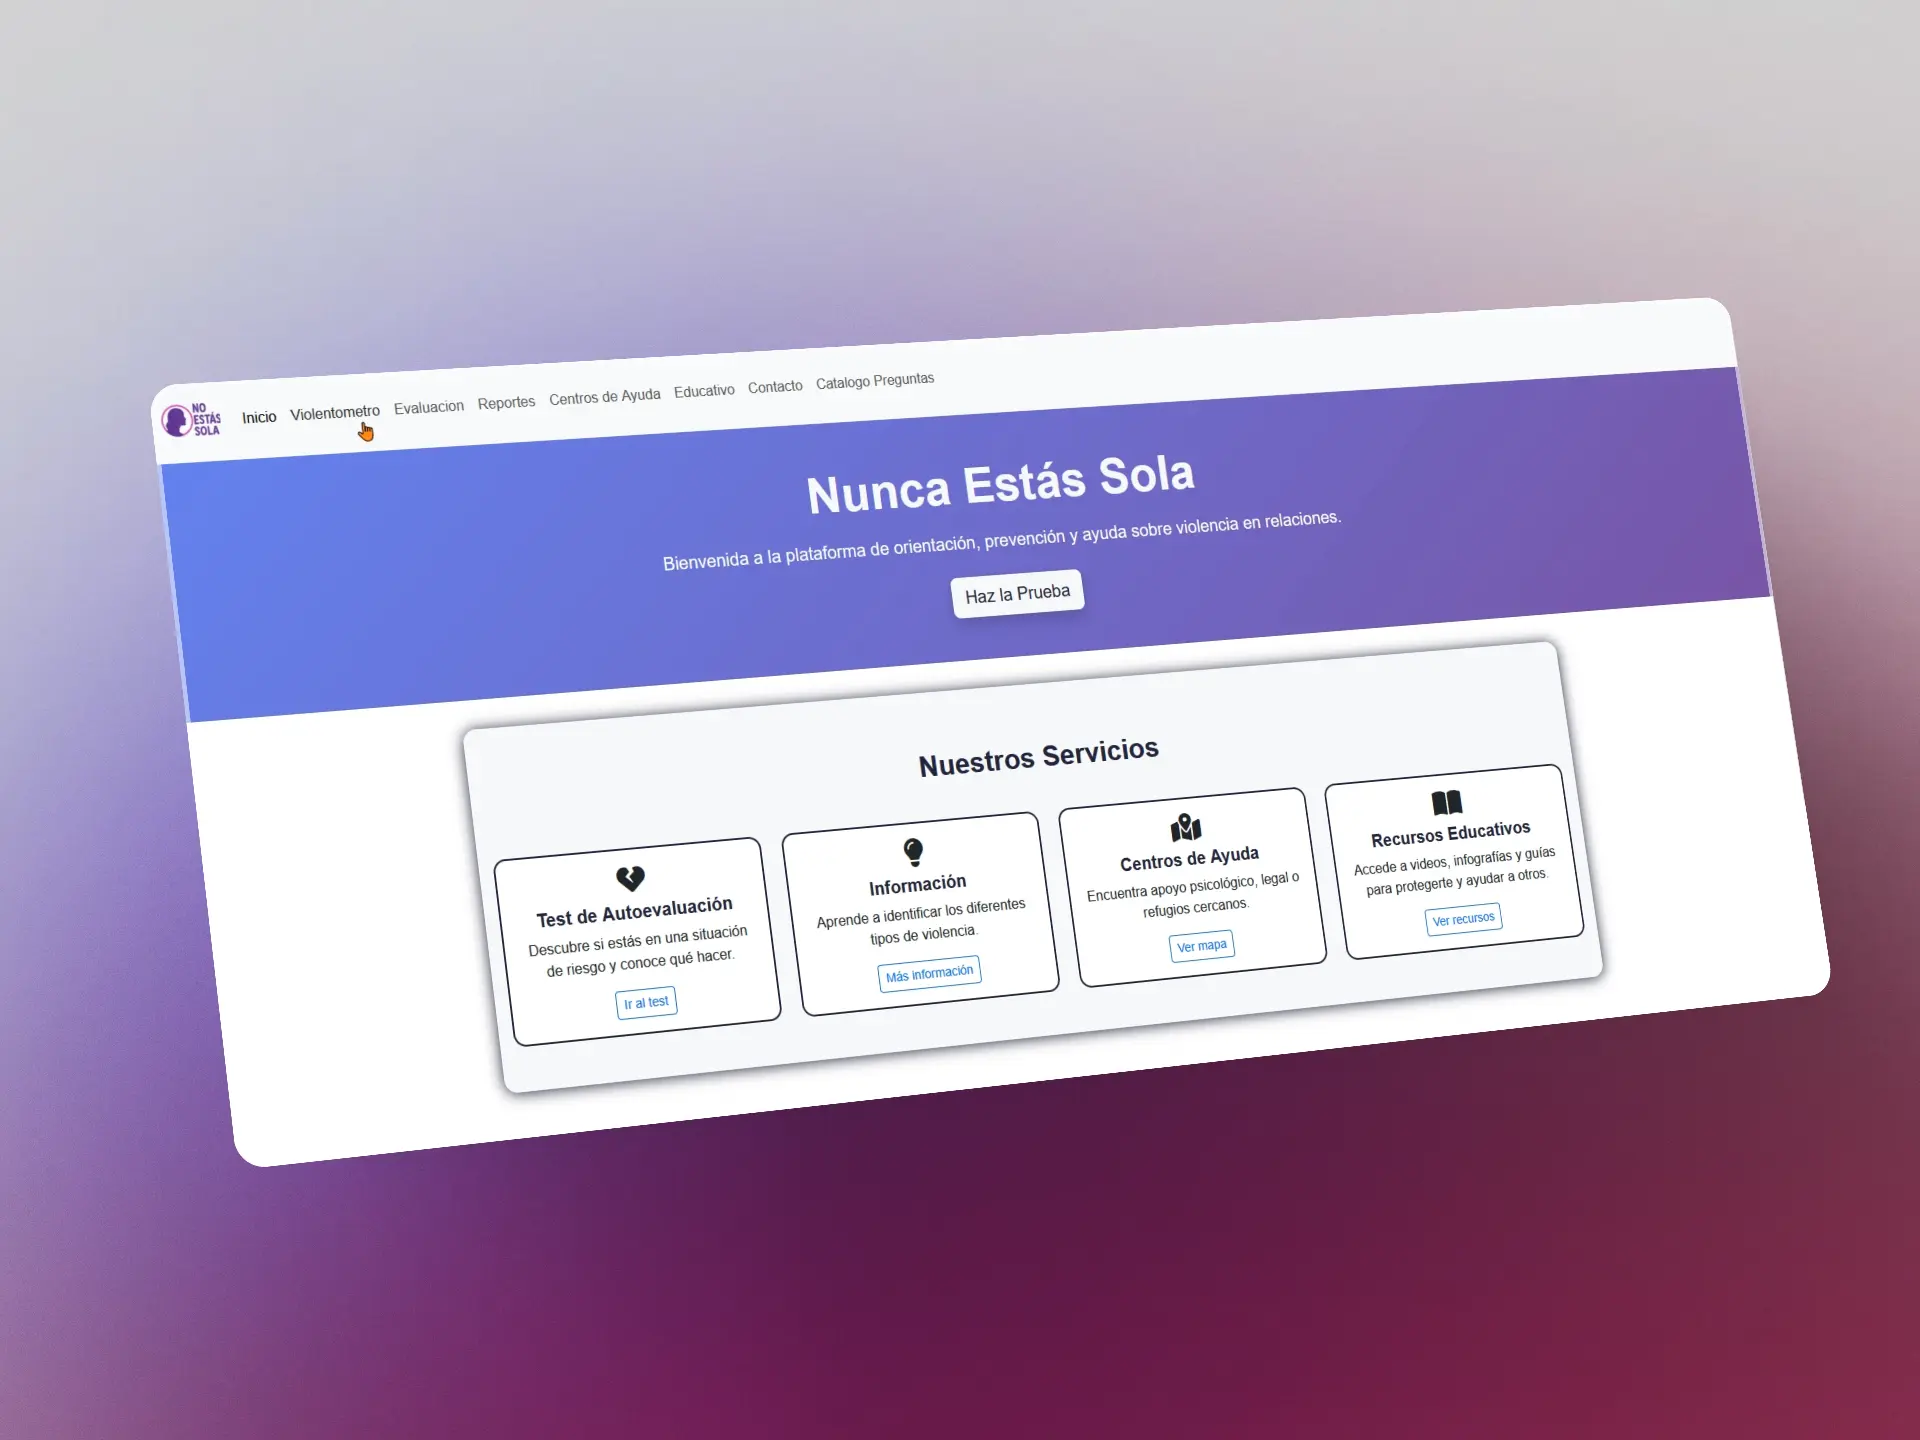 NO
ESTÁS
SOLA
Inicio Violentometro Evaluacion Reportes Centros de Ayuda Educativo Contacto Catalogo Preguntas
Nunca Estás Sola
Bienvenida a la plataforma de orientación, prevención y ayuda sobre violencia en relaciones.
Haz la Prueba
Nuestros Servicios
Test de Autoevaluación
Descubre si estás en una situación
de riesgo y conoce qué hacer.
Ir al test
Información
Aprende a identificar los diferentes
tipos de violencia.
Más información
Centros de Ayuda
Encuentra apoyo psicológico, legal o
refugios cercanos.
Ver mapa
Recursos Educativos
Accede a videos, infografías y guías
para protegerte y ayudar a otros.
Ver recursos